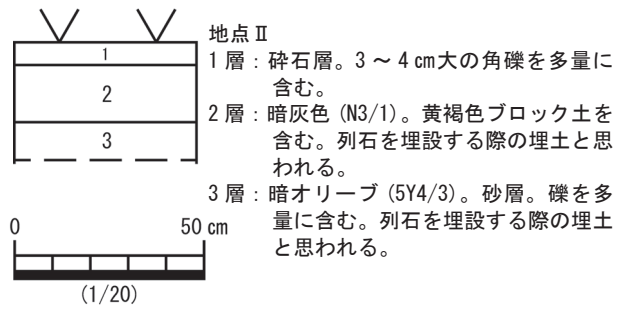 地点Ⅱ
1層：砕石層。3～4㎝大の角礫を多量に
含む。
2層：暗灰色(N3/1)。黄褐色ブロック土を
含む。列石を埋設する際の埋土と思
われる。
3層：暗オリーブ(5Y4/3)。砂層。礫を多
量に含む。列石を埋設する際の埋土
と思われる。
1
2
3
0 50㎝
(1/20)